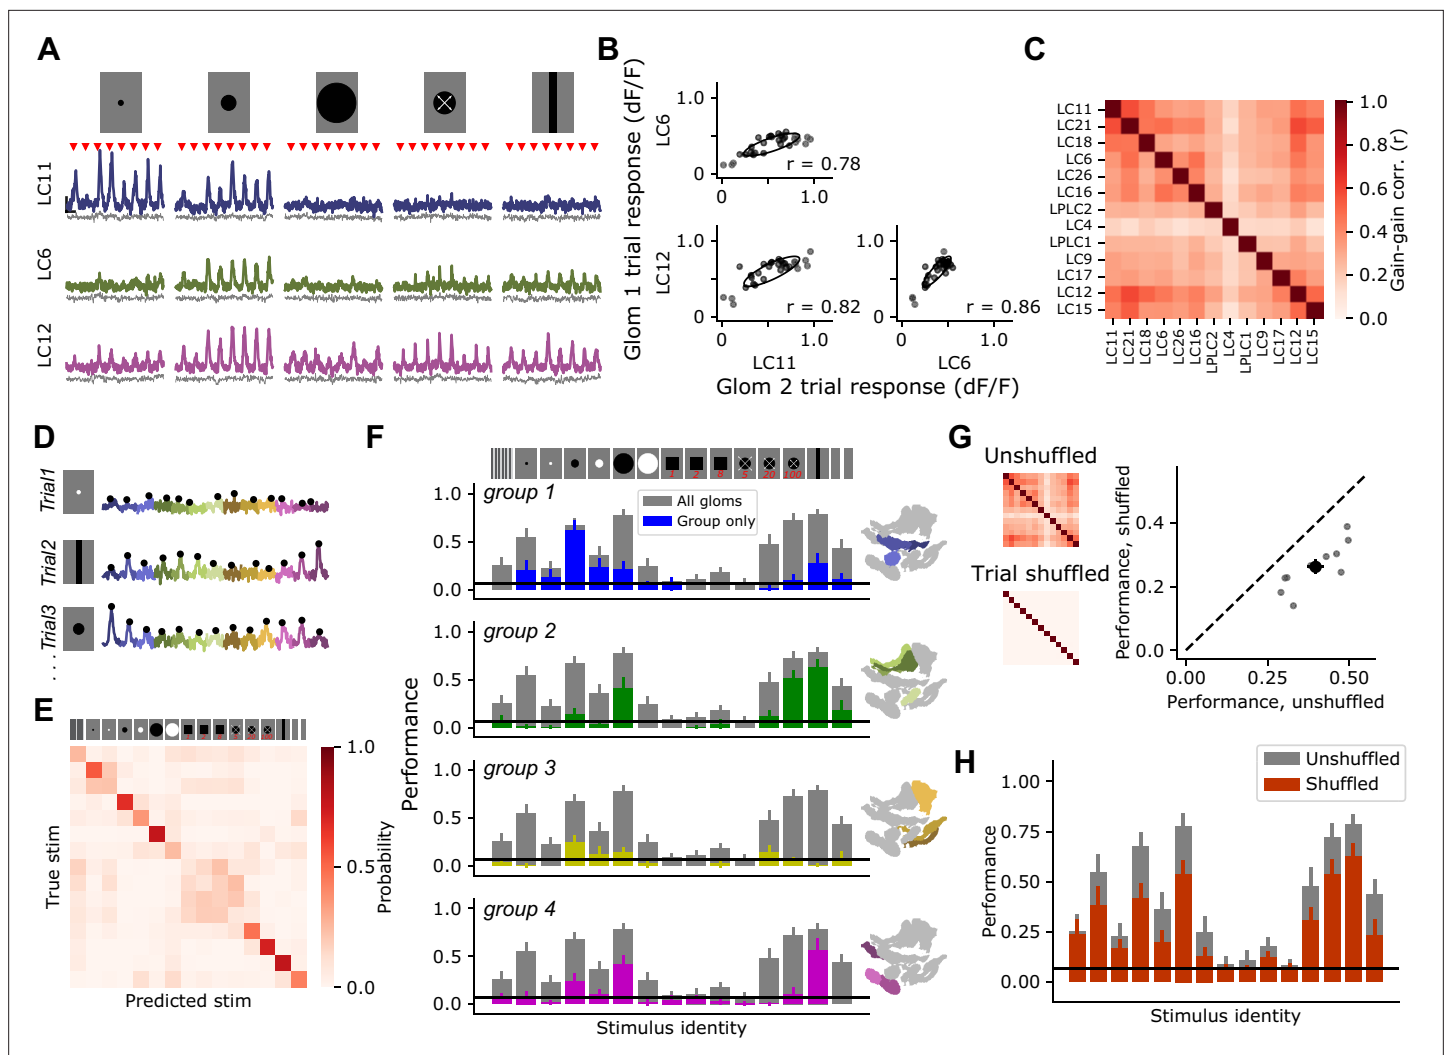 A
LC11
LC6
LC12
B
Glom 1 trial response (dF/F)
LC6
1.0
0
r = 0.78
1.0
LC12
1.0
0
r = 0.82
0
1.0
LC11
1.0
0
r = 0.86
0
1.0
LC6
Glom 2 trial response (dF/F)
C
LC11
LC21
LC18
LC6
LC26
LC16
LPLC2
LC4
LPLC1
LC9
LC17
LC12
LC15
LC11
LC21
LC18
LC6
LC26
LC16
LPLC2
LC4
LPLC1
LC9
LC17
LC12
LC15
1.0
0.8
0.6
0.4
0.2
0.0
Gain-gain corr. (r)
D
Trial1
Trial2
...Trial3
E
True stim
Predicted stim
1.0
0.5
0.0
Probability
F
1 2 8 5 20 100
Performance
group 1
All gloms
Group only
1.0
0.5
0.0
group 2
1.0
0.5
0.0
group 3
1.0
0.5
0.0
group 4
1.0
0.5
0.0
Stimulus identity
G
Unshuffled
Trial shuffled
Performance, shuffled
0.4
0.2
0.0
0.00 0.25 0.50
Performance, unshuffled
H
Unshuffled
Shuffled
Performance
1.00
0.75
0.50
0.25
0.00
Stimulus identity